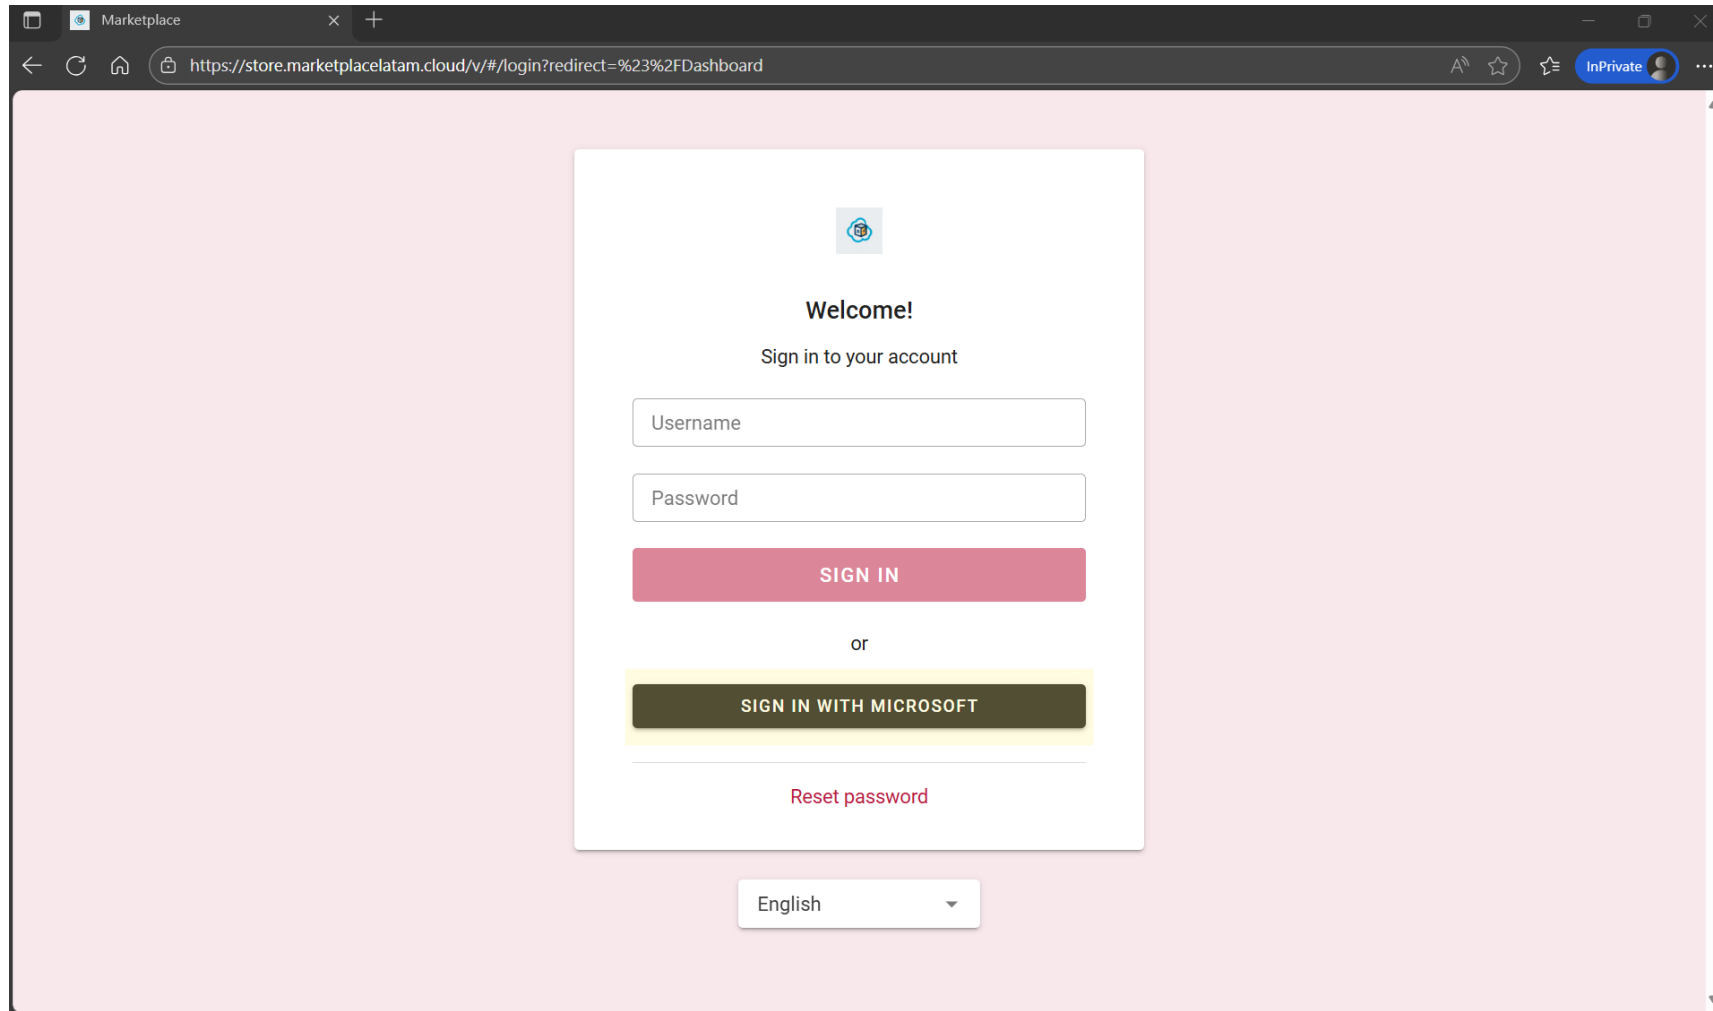 Marketplace
https://store.marketplacelatam.cloud/v/#/login?redirect=%23%2FDashboard
InPrivate
Welcome!
Sign in to your account
Username
Password
SIGN IN
or
SIGN IN WITH MICROSOFT
Reset password
English